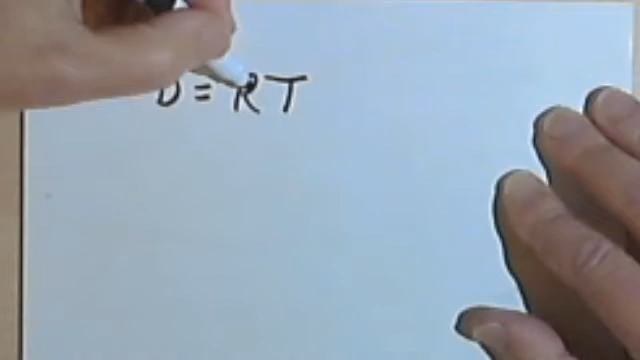 D = RT